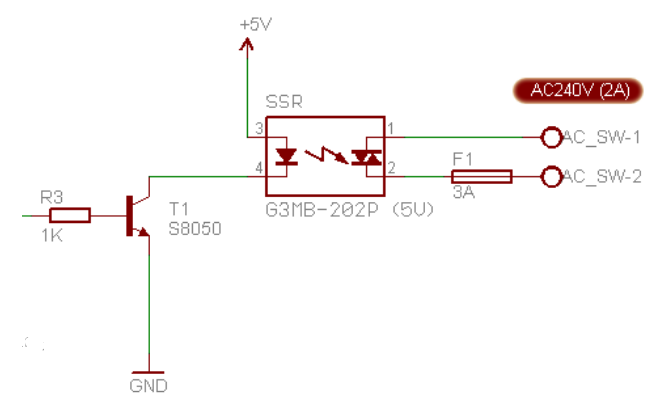 +5V
AC240V (2A)
SSR
3
1
AC_SW-1
4
2
F1
AC_SW-2
3A
R3
1K
T1
S8050
G3MB-202P (5V)
GND